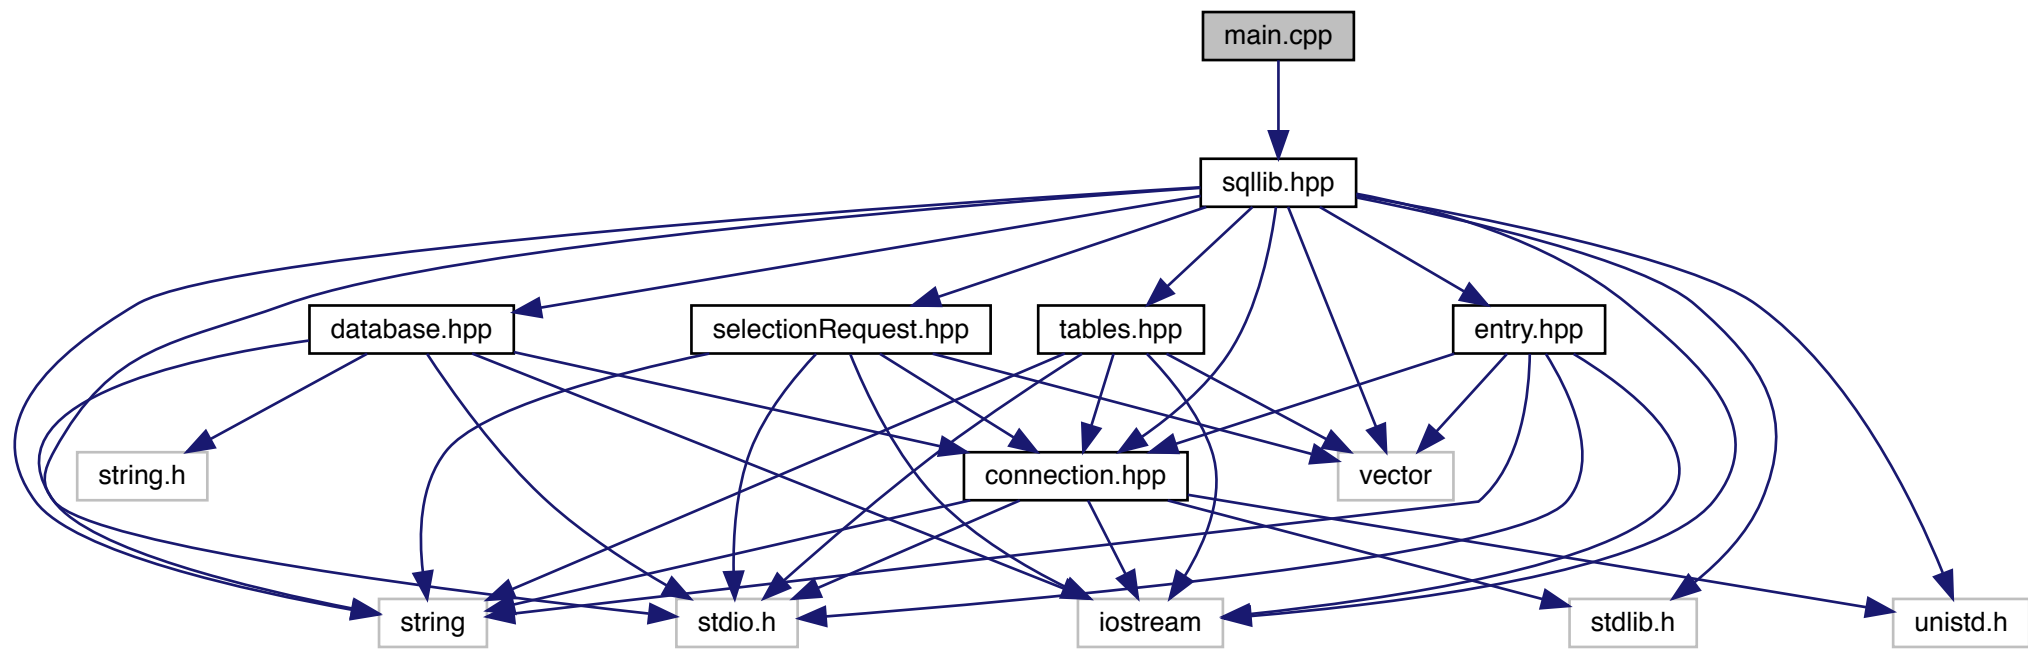 main.cpp
sqllib.hpp
database.hpp
selectionRequest.hpp
tables.hpp
entry.hpp
string.h
connection.hpp
vector
string
stdio.h
iostream
stdlib.h
unistd.h